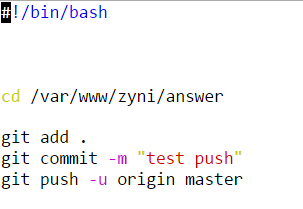 #!/bin/bash
cd /var/www/zyni/answer
git add .
git commit -m "test push"
git push -u origin master